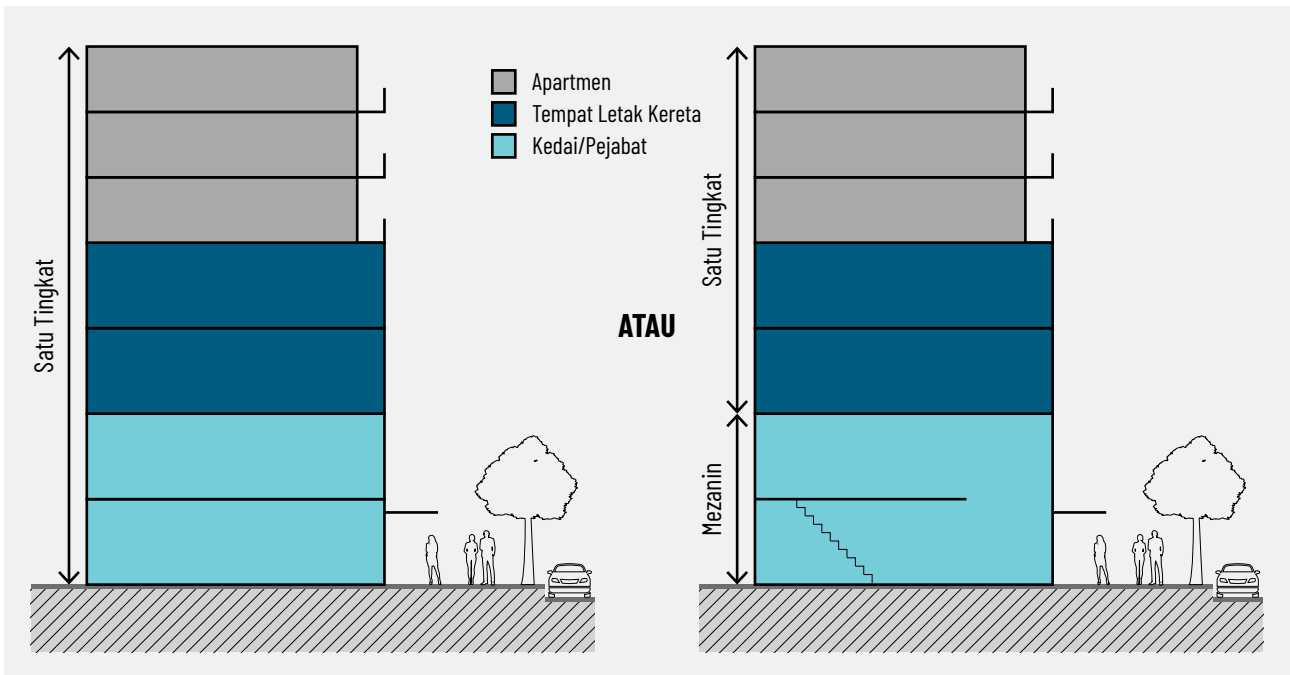 Satu Tingkat
Apartmen
Tempat Letak Kereta
Kedai/Pejabat
ATAU
Satu Tingkat
Mezanin